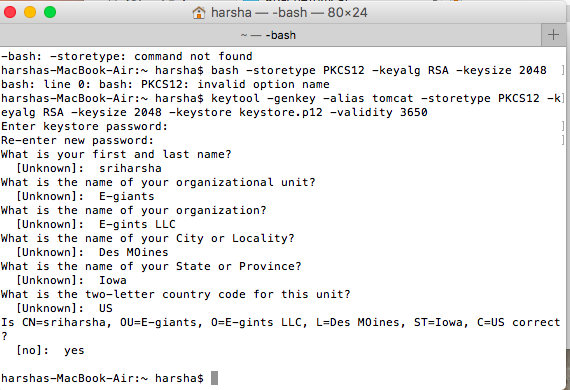 harsha — -bash — 80×24
~ — -bash
-bash: -storetype: command not found
harshas-MacBook-Air:~ harsha$ bash -storetype PKCS12 -keyalg RSA -keysize 2048
bash: line 0: bash: PKCS12: invalid option name
harshas-MacBook-Air:~ harsha$ keytool -genkey -alias tomcat -storetype PKCS12 -k
eyalg RSA -keysize 2048 -keystore keystore.p12 -validity 3650
Enter keystore password:
Re-enter new password:
What is your first and last name?
[Unknown]: sriharsha
What is the name of your organizational unit?
[Unknown]: E-giants
What is the name of your organization?
[Unknown]: E-gints LLC
What is the name of your City or Locality?
[Unknown]: Des MOines
What is the name of your State or Province?
[Unknown]: Iowa
What is the two-letter country code for this unit?
[Unknown]: US
Is CN=sriharsha, OU=E-giants, O=E-gints LLC, L=Des MOines, ST=Iowa, C=US correct
?
[no]: yes
harshas-MacBook-Air:~ harsha$